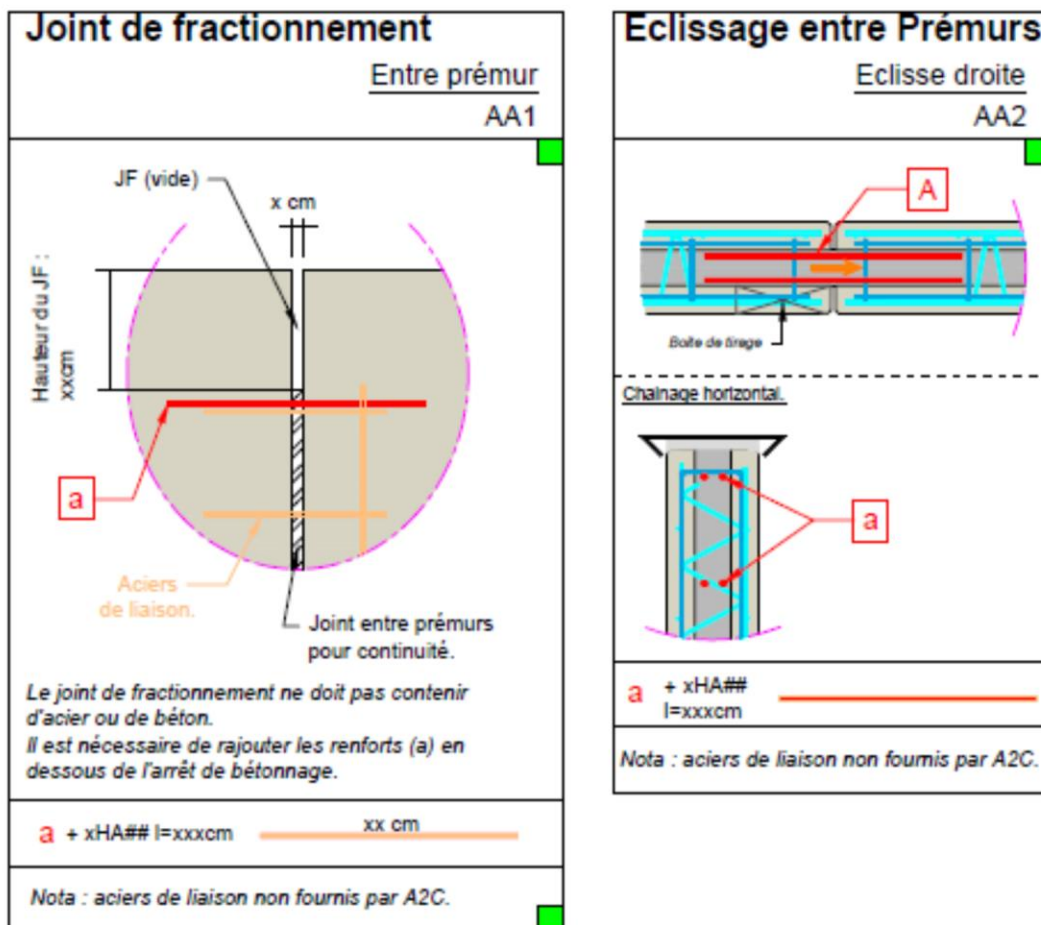 Joint de fractionnement
Entre prémur
AA1
JF (vide)
x cm
Hauteur du JF :
xxcm
a
Aciers
de liaison.
Joint entre prémurs
pour continuité.
Le joint de fractionnement ne doit pas contenir
d'acier ou de béton.
Il est nécessaire de rajouter les renforts (a) en
dessous de l'arrêt de bétonnage.
a + xHA## l=xxxcm xx cm
Nota : aciers de liaison non fournis par A2C.
Eclissage entre Prémurs
Eclisse droite
AA2
A
Boite de tirage
Chainage horizontal.
a
a + xHA##
l=xxxcm
Nota : aciers de liaison non fournis par A2C.